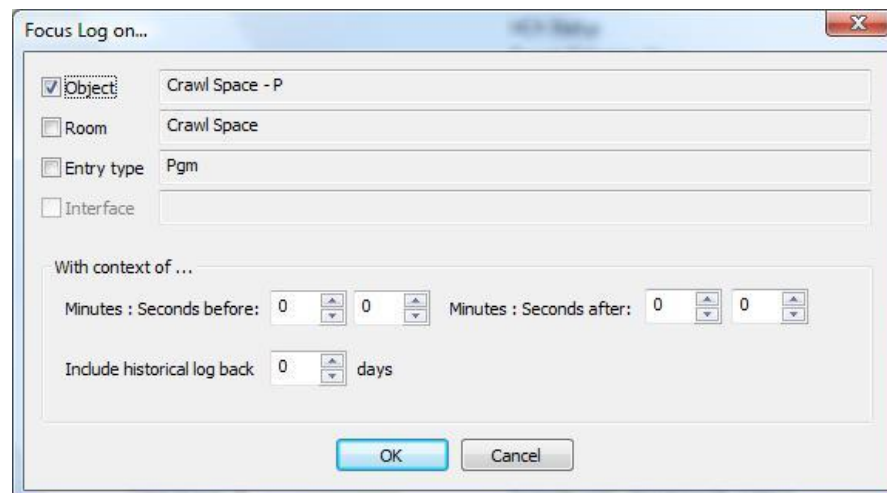 Focus Log on...
Object Crawl Space - P
Room Crawl Space
Entry type Pgm
Interface
With context of ...
Minutes : Seconds before: 0 0 Minutes : Seconds after: 0 0
Include historical log back 0 days
OK Cancel